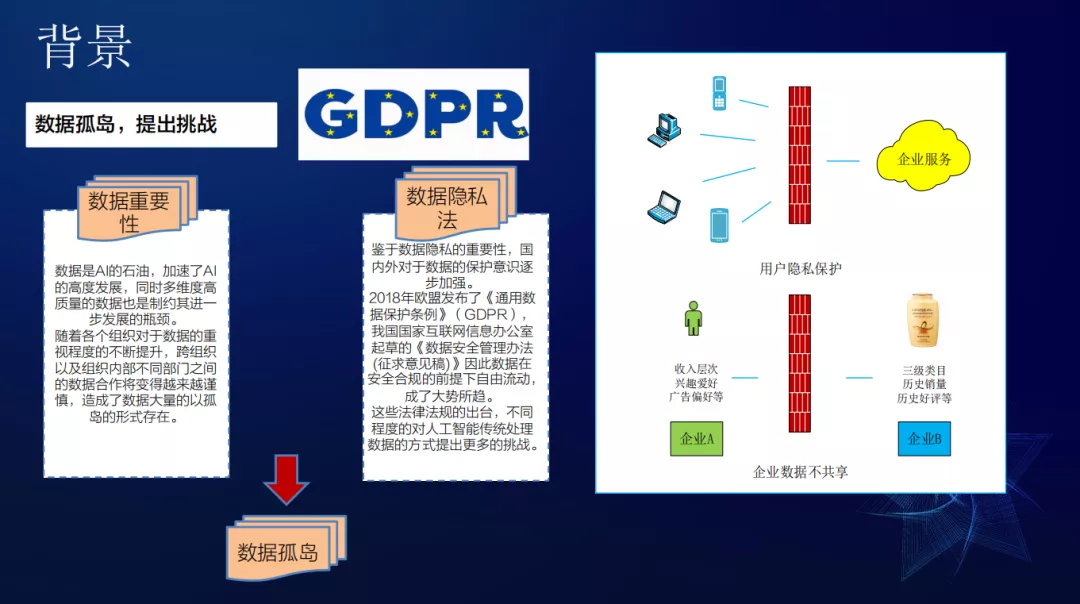 背景
数据孤岛，提出挑战
GDPR
数据重要
性
数据是AI的石油，加速了AI
的高度发展，同时多维度高
质量的数据也是制约其进一
步发展的瓶颈。
随着各个组织对于数据的重
视程度的不断提升，跨组织
以及组织内部不同部门之间
的数据合作将变得越来越谨
慎，造成了数据大量的以孤
岛的形式存在。
数据隐私
法
鉴于数据隐私的重要性，国
内外对于数据的保护意识逐
步加强。
2018年欧盟发布了《通用数
据保护条例》（GDPR），
我国国家互联网信息办公室
起草的《数据安全管理办法
(征求意见稿)》因此数据在
安全合规的前提下自由流动，
成了大势所趋。
这些法律法规的出台，不同
程度的对人工智能传统处理
数据的方式提出更多的挑战。
数据孤岛
企业服务
用户隐私保护
收入层次
兴趣爱好
广告偏好等
企业A
三级类目
历史销量
历史好评等
企业B
企业数据不共享